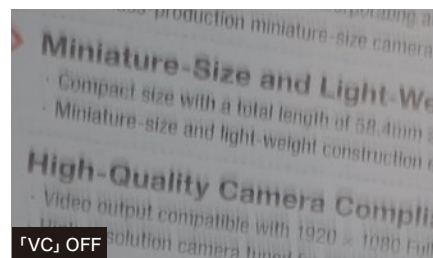 production miniature-size camera
Miniature-Size and Light-We
· Compact size with a total length of 58.4mm a
· Miniature-size and light-weight construction
High-Quality Camera Compli
· Video output compatible with 1920 × 1080 Full
solution camera tuned
「VC」 OFF